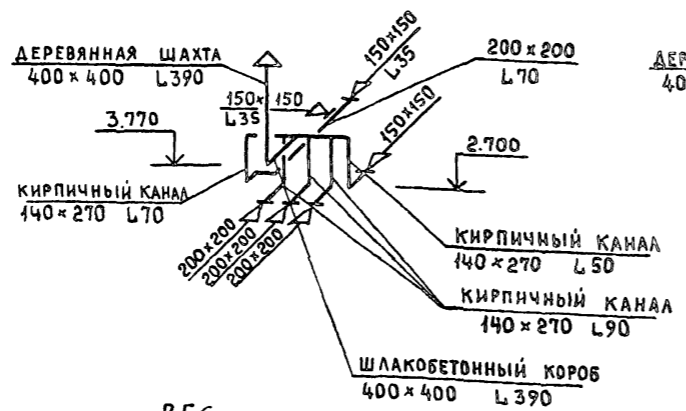 ДЕРЕВЯННАЯ ШАХТА
400 × 400 L390
150×150
L35
150×150
L35
200 × 200
L70
150×150
3.770
2.700
КИРПИЧНЫЙ КАНАЛ
140 × 270 L70
200×200
200×200
200×200
КИРПИЧНЫЙ КАНАЛ
140 × 270 L50
КИРПИЧНЫЙ КАНАЛ
140 × 270 L90
ШЛАКОБЕТОННЫЙ КОРОБ
400 × 400 L390